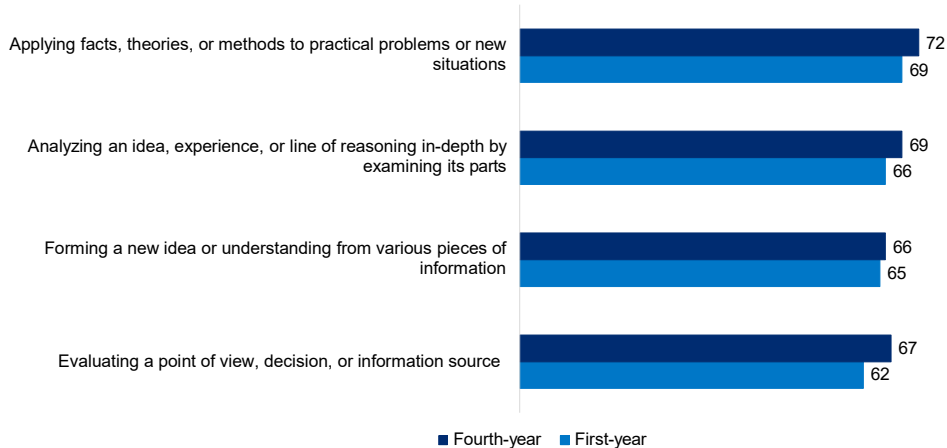 Applying facts, theories, or methods to practical problems or new
situations
72
69
Analyzing an idea, experience, or line of reasoning in-depth by
examining its parts
69
66
Forming a new idea or understanding from various pieces of
information
66
65
Evaluating a point of view, decision, or information source
67
62
Fourth-year First-year